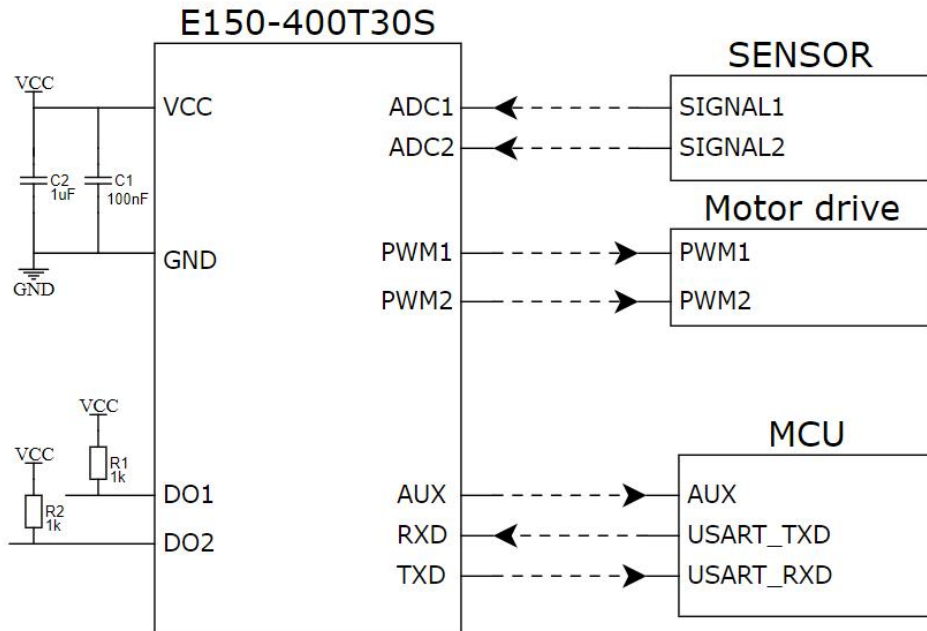 E150-400T30S
SENSOR
VCC
VCC
ADC1
SIGNAL1
ADC2
SIGNAL2
C2
1uF
C1
100nF
Motor drive
GND
PWM1
PWM1
GND
PWM2
PWM2
VCC
MCU
VCC
R1
1k
DO1
AUX
AUX
R2
1k
DO2
RXD
USART_TXD
TXD
USART_RXD